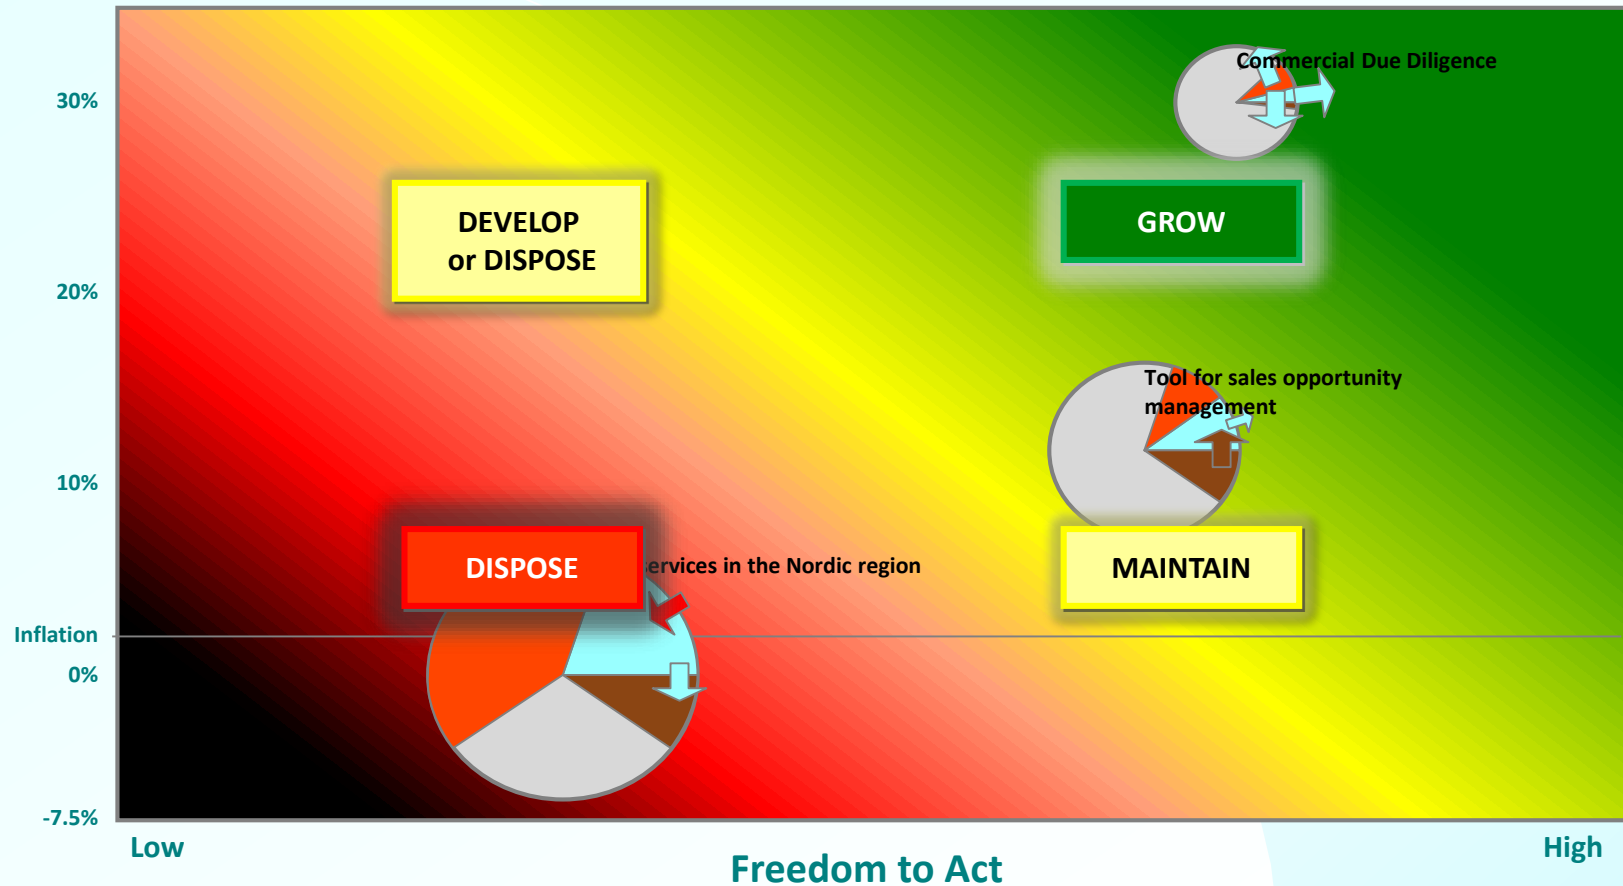 Commercial Due Diligence
30%
DEVELOP
or DISPOSE
GROW
20%
Tool for sales opportunity
management
10%
DISPOSE
services in the Nordic region
MAINTAIN
Inflation
0%
-7.5%
Low
High
Freedom to Act